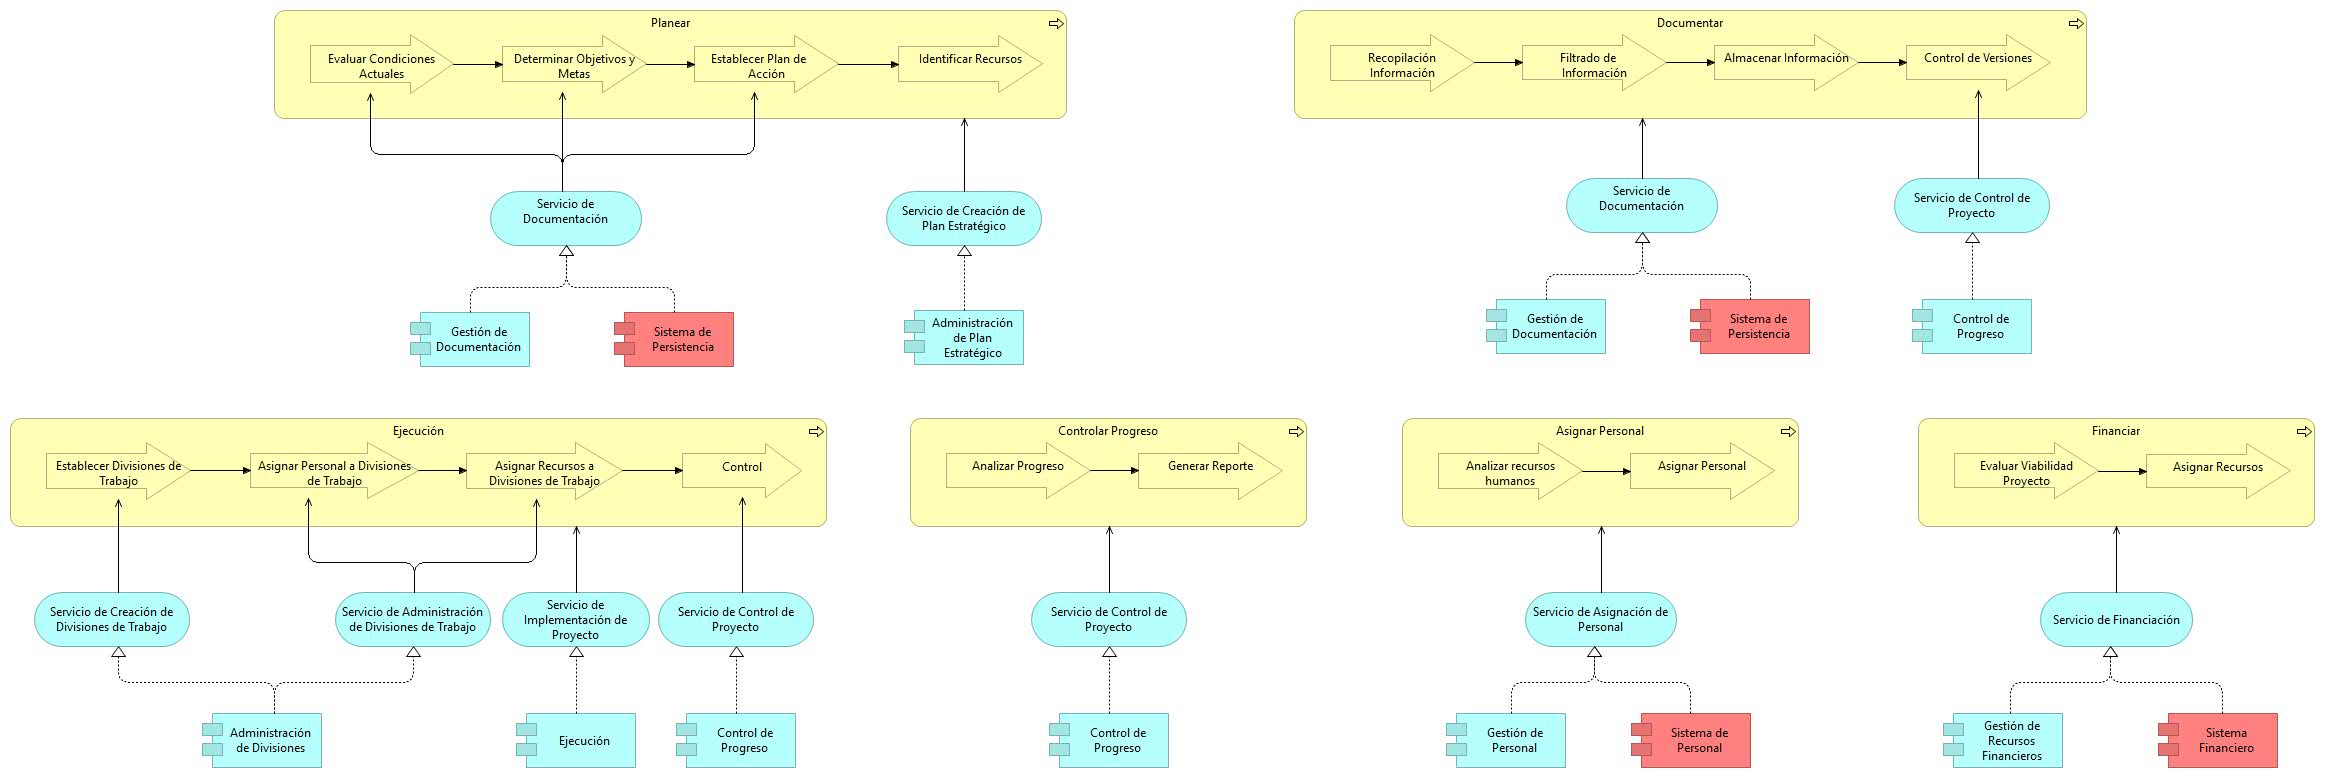 Planear
Evaluar Condiciones
Actuales
Determinar Objetivos y
Metas
Establecer Plan de
Acción
Identificar Recursos
Servicio de
Documentación
Servicio de Creación de
Plan Estratégico
Gestión de
Documentación
Sistema de
Persistencia
Administración
de Plan
Estratégico
Documentar
Recopilación
Información
Filtrado de
Información
Almacenar Información
Control de Versiones
Servicio de
Documentación
Servicio de Control de
Proyecto
Gestión de
Documentación
Sistema de
Persistencia
Control de
Progreso
Ejecución
Establecer Divisiones de
Trabajo
Asignar Personal a Divisiones
de Trabajo
Asignar Recursos a
Divisiones de Trabajo
Control
Servicio de Creación de
Divisiones de Trabajo
Servicio de Administración
de Divisiones de Trabajo
Servicio de
Implementación de
Proyecto
Servicio de Control de
Proyecto
Administración
de Divisiones
Ejecución
Control de
Progreso
Controlar Progreso
Analizar Progreso
Generar Reporte
Servicio de Control de
Proyecto
Control de
Progreso
Asignar Personal
Analizar recursos
humanos
Asignar Personal
Servicio de Asignación de
Personal
Gestión de
Personal
Sistema de
Personal
Financiar
Evaluar Viabilidad
Proyecto
Asignar Recursos
Servicio de Financiación
Gestión de
Recursos
Financieros
Sistema
Financiero